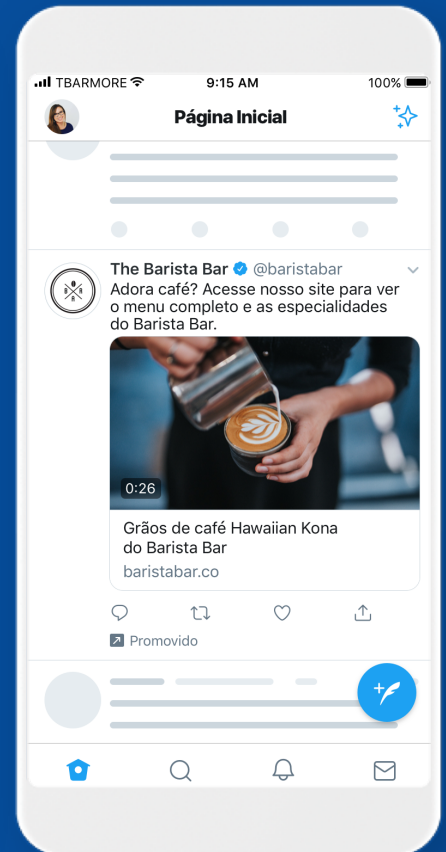 TBARMORE 9:15 AM 100%
Página Inicial
The Barista Bar @baristabar
Adora café? Acesse nosso site para ver
o menu completo e as especialidades
do Barista Bar.
B
A R
R
0:26
Grãos de café Hawaiian Kona
do Barista Bar
baristabar.co
Promovido